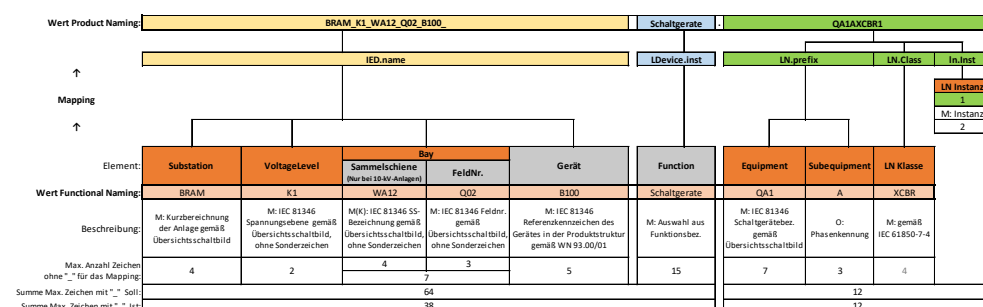 Wert Product Naming: BRAM_K1_WA12_Q02_B100_ Schaltgerate . QA1AXCBR1
IED.name LDevice.inst LN.prefix LN.Class ln.Inst
↑
Mapping
↑
LN Instanz
1
M: Instanz
2
Element: Substation VoltageLevel Bay Gerät Function Equipment Subequipment LN Klasse
Sammelschiene FeldNr.
(Nur bei 10-kV-Anlagen)
Wert Functional Naming: BRAM K1 WA12 Q02 B100 Schaltgerate QA1 A XCBR
Beschreibung:
M: Kurzbereichnung
der Anlage gemäß
Übersichtsschaltbild
M: IEC 81346
Spannungsebene gemäß
Übersichtsschaltbild,
ohne Sonderzeichen
M(K): IEC 81346 SS-
Bezeichnung gemäß
Übersichtsschaltbild,
ohne Sonderzeichen
M: IEC 81346 Feldnr.
gemäß
Übersichtsschaltbild,
ohne Sonderzeichen
M: IEC 81346
Referenzkennzeichen des
Gerätes in der Produktstruktur
gemäß WN 93.00/01
M: Auswahl aus
Funktionsbez.
M: IEC 81346
Schaltgerätebez.
gemäß
Übersichtsschaltbild
O:
Phasenkennung
M: gemäß
IEC 61850-7-4
Max. Anzahl Zeichen
ohne "_" für das Mapping:
4 2 4 3 5 15 7 3 4
7
Summe Max. Zeichen mit "_" Soll: 64 12
Summe Max. Zeichen mit "_" Ist: 38 12